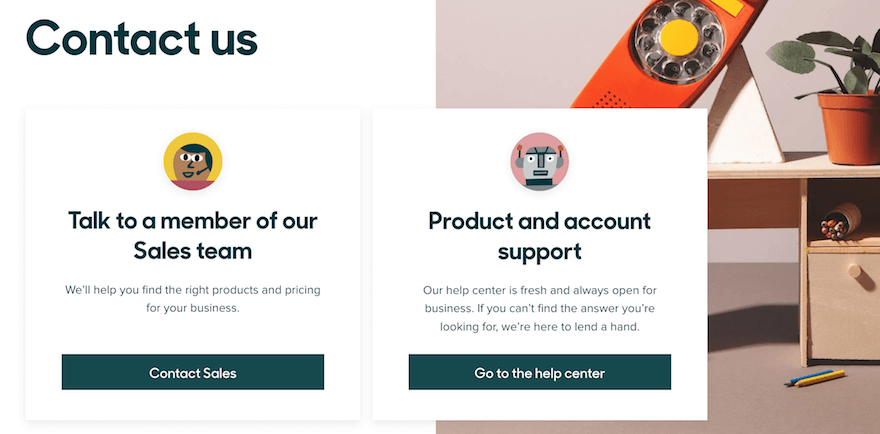 Contact us
Talk to a member of our
Sales team
We'll help you find the right products and pricing
for your business.
Contact Sales
Product and account
support
Our help center is fresh and always open for
business. If you can't find the answer you're
looking for, we're here to lend a hand.
Go to the help center